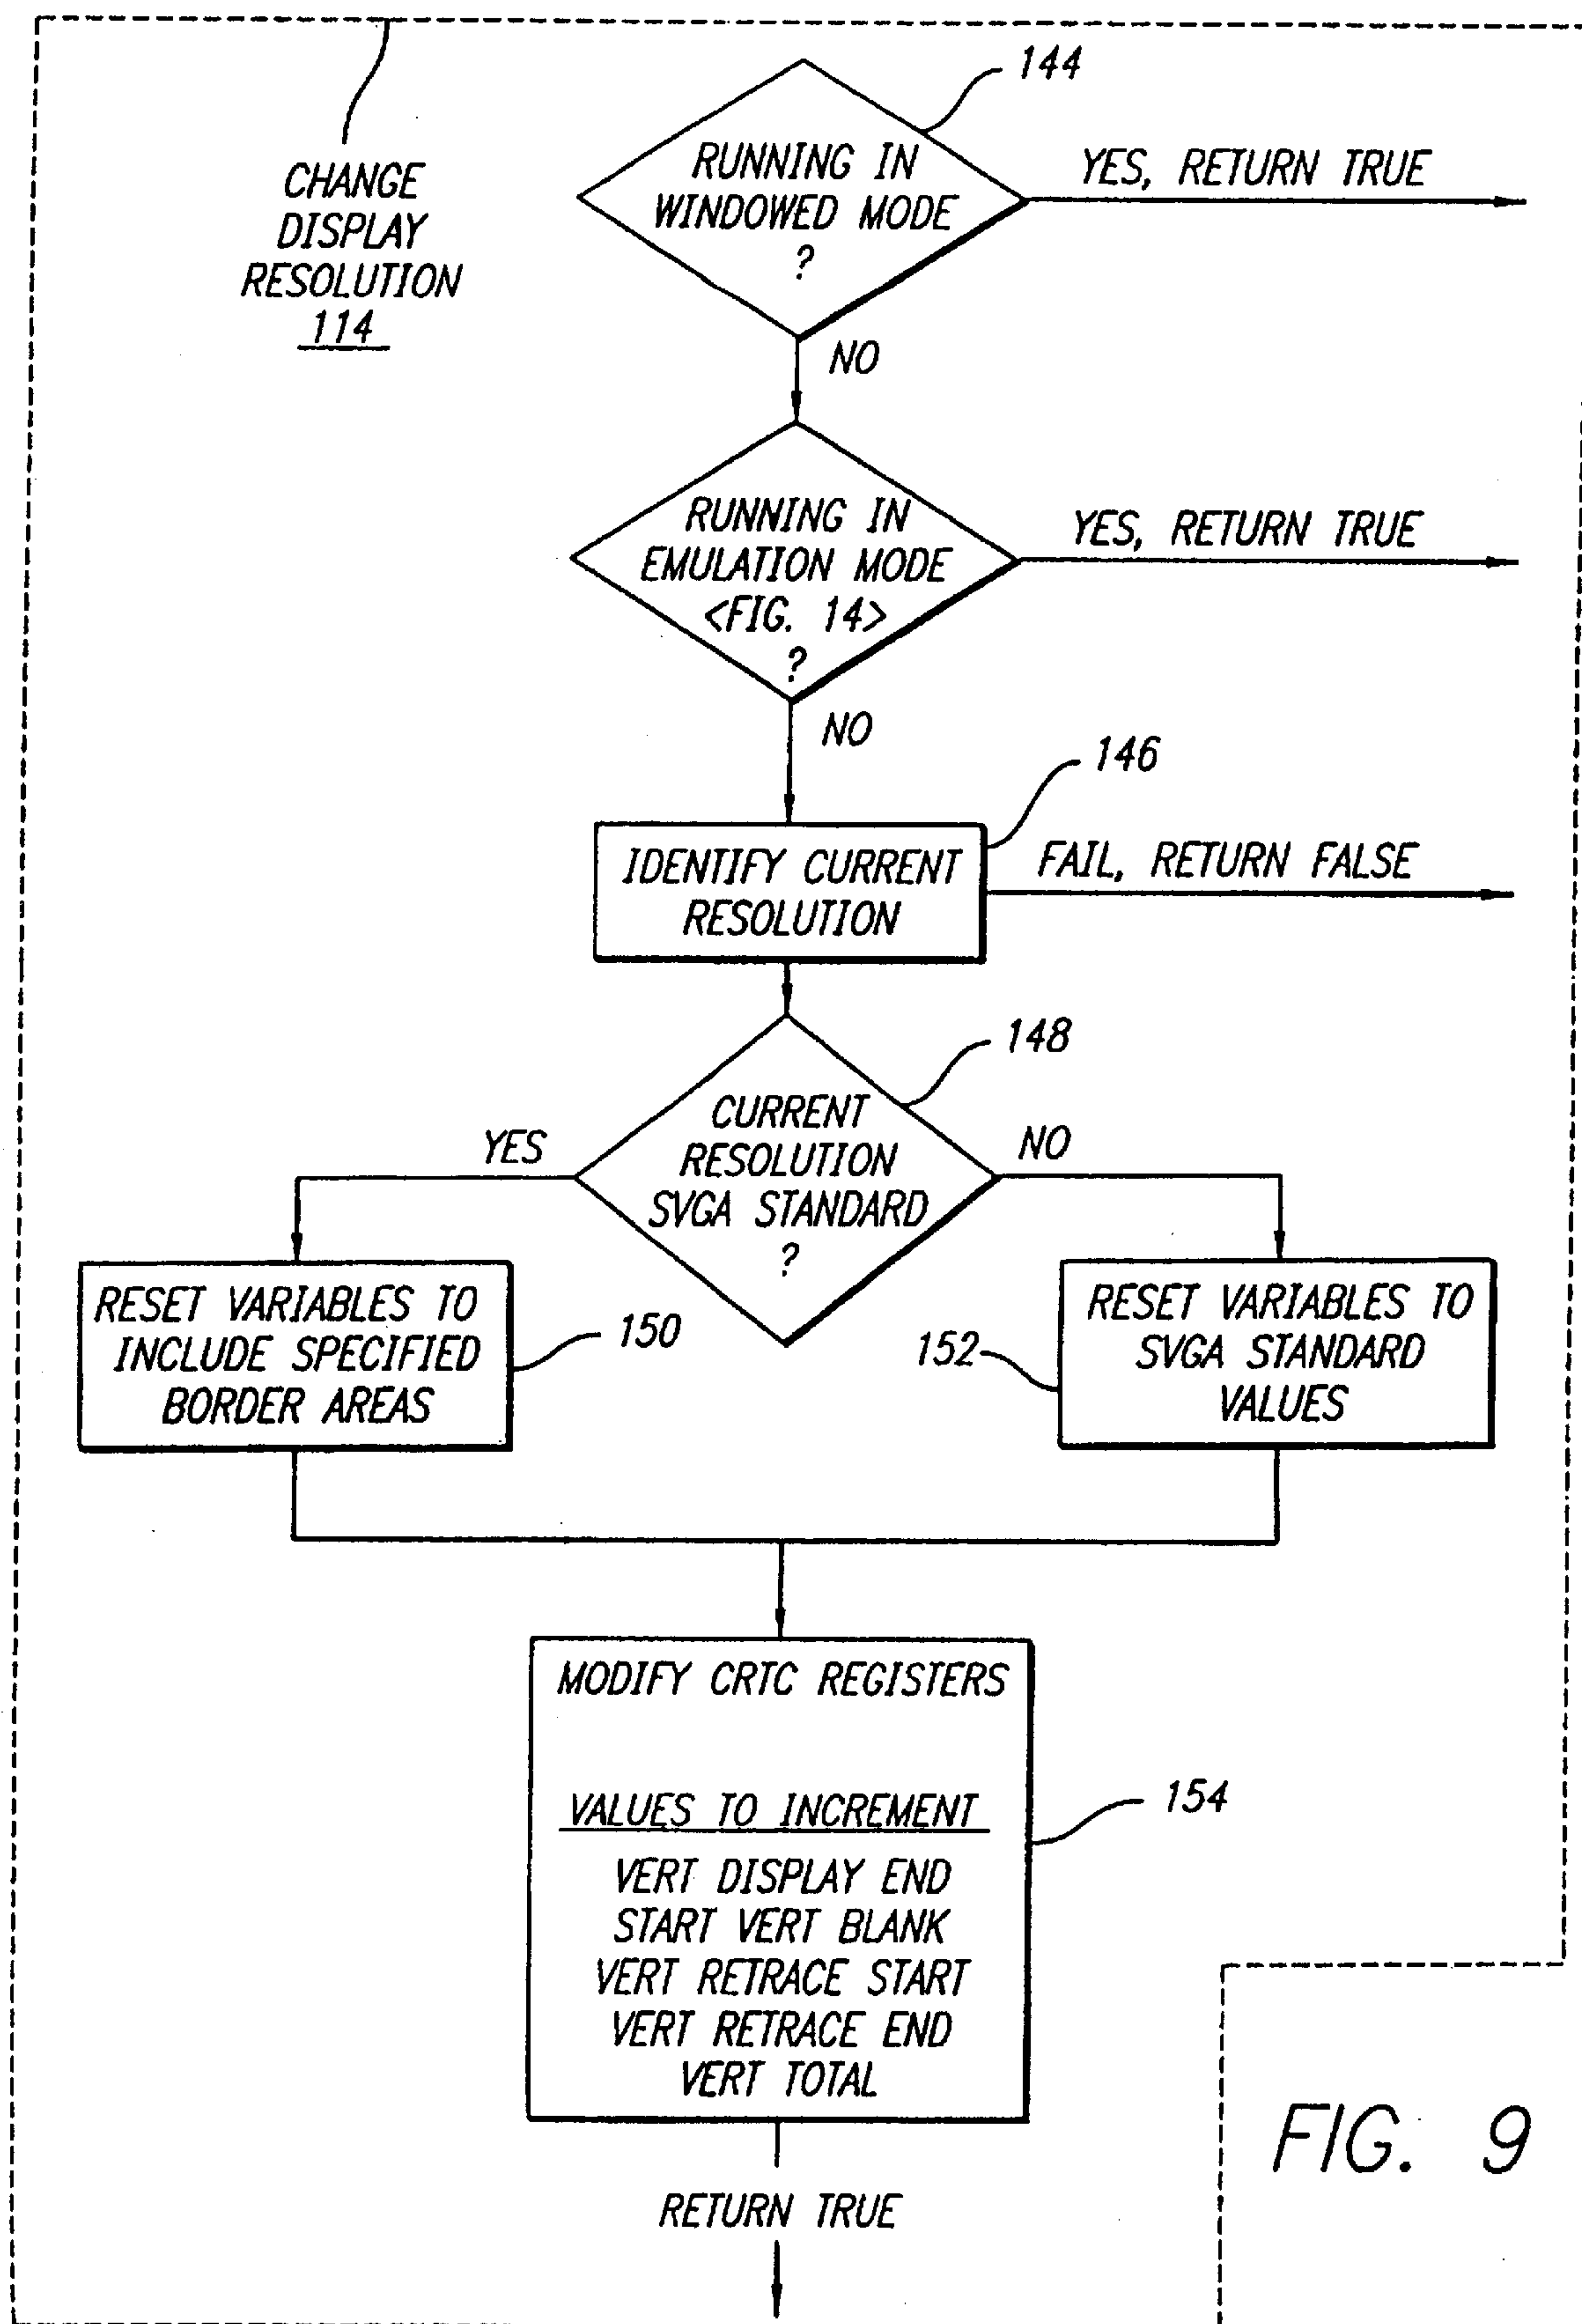 144
RUNNING IN
WINDOWED MODE
?
YES, RETURN TRUE
CHANGE
DISPLAY
RESOLUTION
114
NO
RUNNING IN
EMULATION MODE
<FIG. 14>
?
YES, RETURN TRUE
NO
146
IDENTIFY CURRENT
RESOLUTION
FAIL, RETURN FALSE
148
CURRENT
RESOLUTION
SVGA STANDARD
?
YES
NO
RESET VARIABLES TO
INCLUDE SPECIFIED
BORDER AREAS
150
152
RESET VARIABLES TO
SVGA STANDARD
VALUES
MODIFY CRTC REGISTERS
VALUES TO INCREMENT
VERT DISPLAY END
START VERT BLANK
VERT RETRACE START
VERT RETRACE END
VERT TOTAL
154
RETURN TRUE
FIG. 9